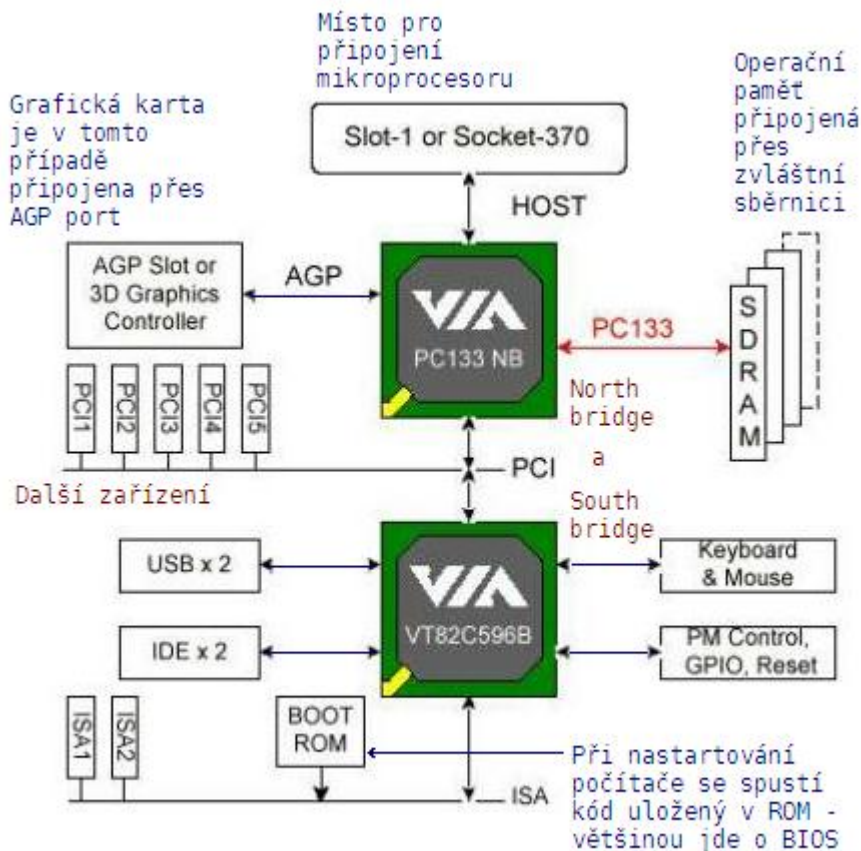 Místo pro
připojení
mikroprocesoru
Operační
paměť
připojená
přes
zvláštní
sběrnici
Grafická karta
je v tomto
případě
připojena přes
AGP port
Slot-1 or Socket-370
HOST
AGP Slot or
3D Graphics
Controller
AGP
VIA
PC133 NB
PC133
SDRAM
PCI1
PCI2
PCI3
PCI4
PCI5
North
bridge
a
South
bridge
PCI
Další zařízení
USB x 2
VIA
VT82C596B
Keyboard
& Mouse
IDE x 2
PM Control,
GPIO, Reset
ISA1
ISA2
BOOT
ROM
ISA
Při nastartování
počítače se spustí
kód uložený v ROM -
většinou jde o BIOS